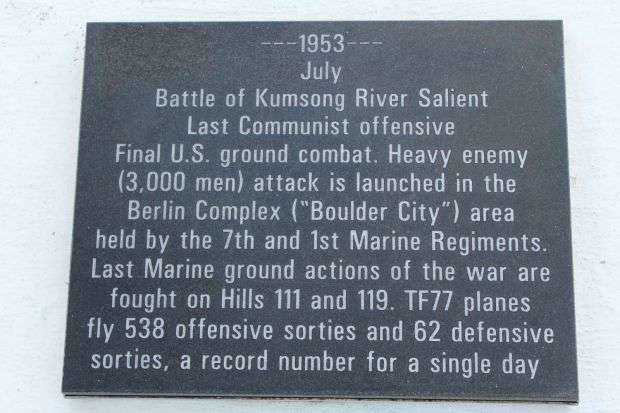 ---1953---
July
Battle of Kumsong River Salient
Last Communist offensive
Final U.S. ground combat. Heavy enemy
(3,000 men) attack is launched in the
Berlin Complex ("Boulder City") area
held by the 7th and 1st Marine Regiments.
Last Marine ground actions of the war are
fought on Hills 111 and 119. TF77 planes
fly 538 offensive sorties and 62 defensive
sorties, a record number for a single day